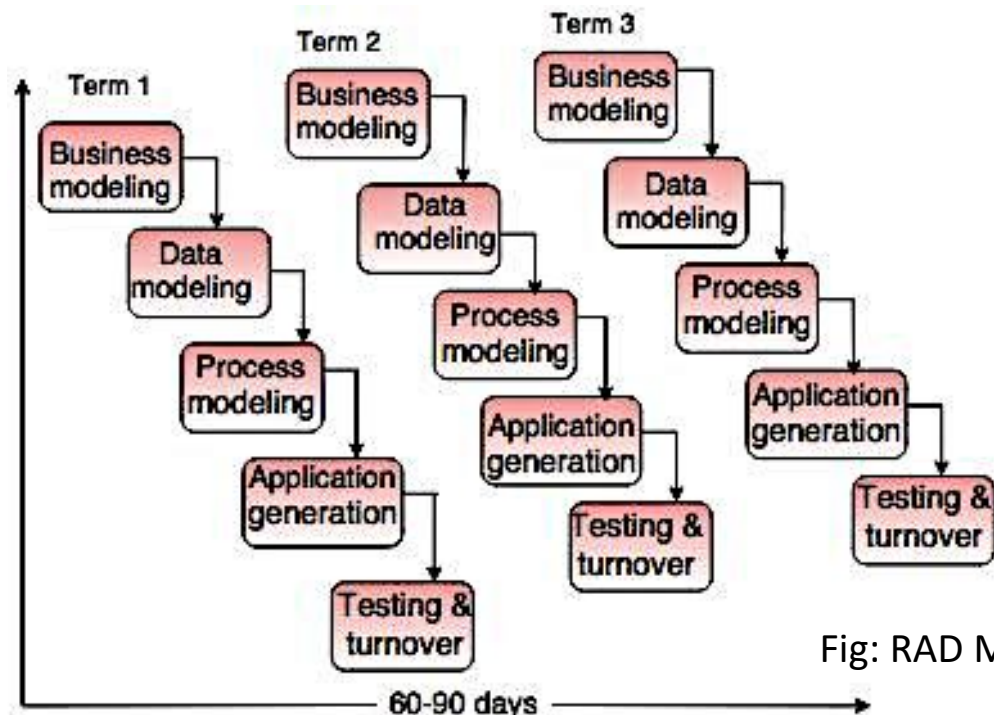 Term 1
Business
modeling
Data
modeling
Process
modeling
Application
generation
Testing &
turnover
Term 2
Business
modeling
Data
modeling
Process
modeling
Application
generation
Testing &
turnover
Term 3
Business
modeling
Data
modeling
Process
modeling
Application
generation
Testing &
turnover
60-90 days
Fig: RAD M